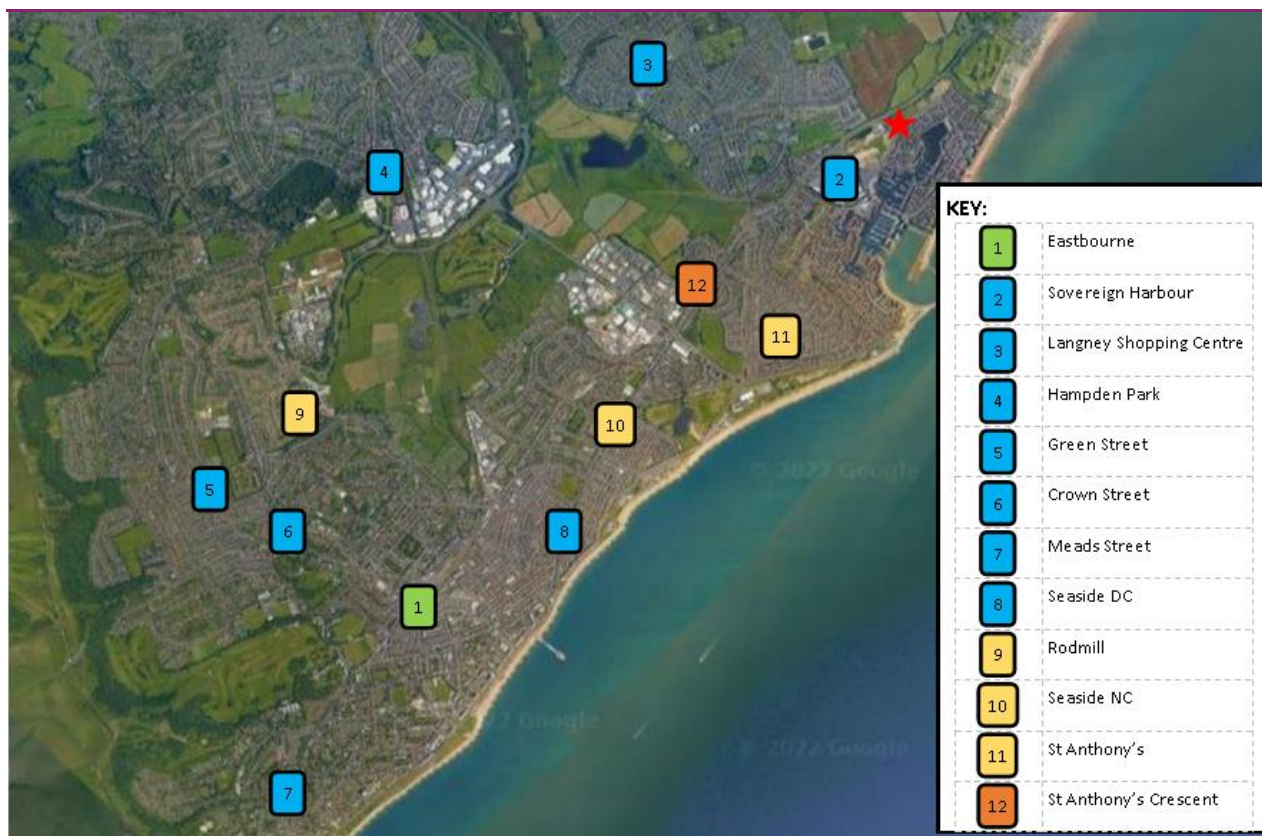 3
4
2
12
11
9
10
© 2022 Google
5
6
8
1
22 Google
© 2022 Google
7
KEY:
1 Eastbourne
2 Sovereign Harbour
3 Langney Shopping Centre
4 Hampden Park
5 Green Street
6 Crown Street
7 Meads Street
8 Seaside DC
9 Rodmill
10 Seaside NC
11 St Anthony's
12 St Anthony's Crescent